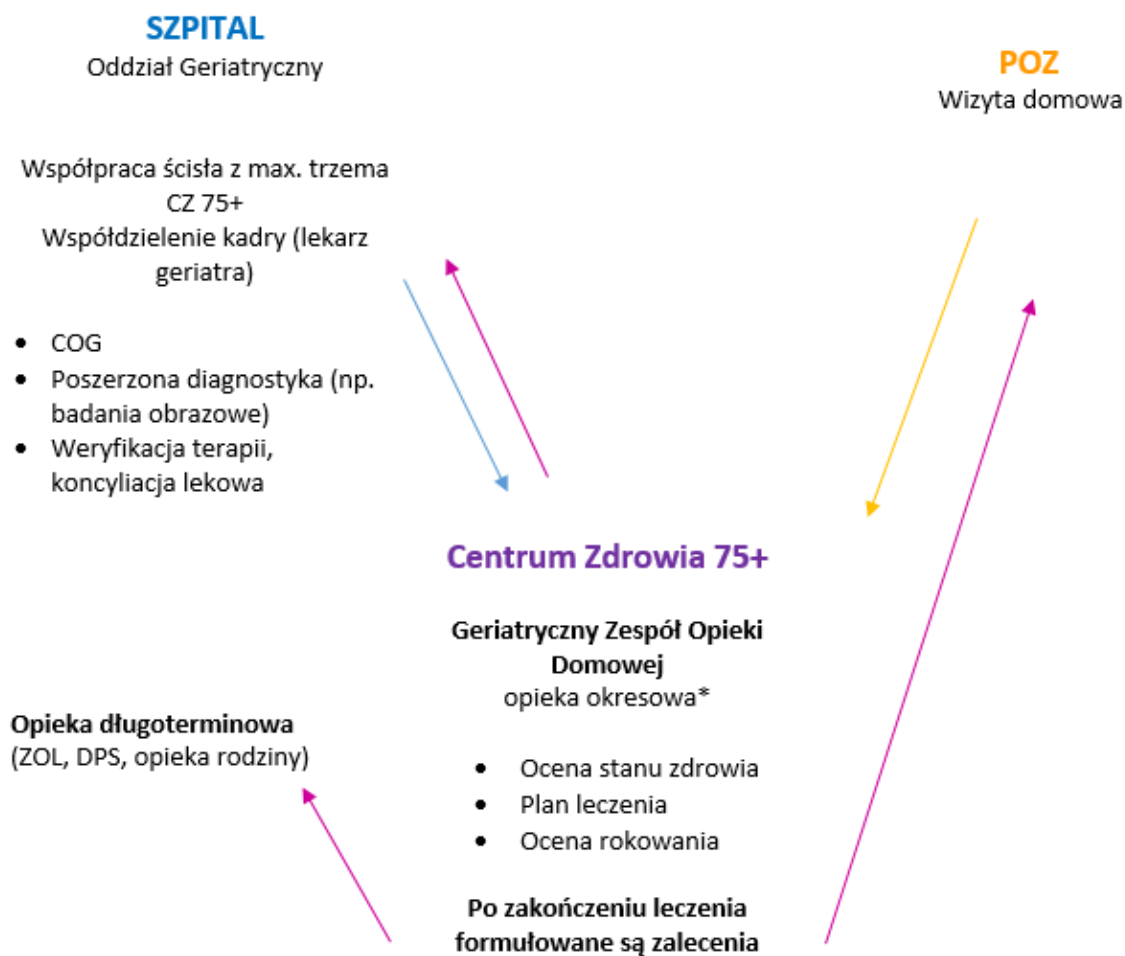 SZPITAL
Oddział Geriatryczny
Współpraca ścisła z max. trzema
CZ 75+
Współdzielenie kadry (lekarz
geriatra)
• COG
• Poszerzona diagnostyka (np.
badania obrazowe)
• Weryfikacja terapii,
koncyliacja lekowa
POZ
Wizyta domowa
Centrum Zdrowia 75+
Geriatryczny Zespół Opieki
Domowej
opieka okresowa*
• Ocena stanu zdrowia
• Plan leczenia
• Ocena rokowania
Po zakończeniu leczenia
formułowane są zalecenia
Opieka długoterminowa
(ZOL, DPS, opieka rodziny)